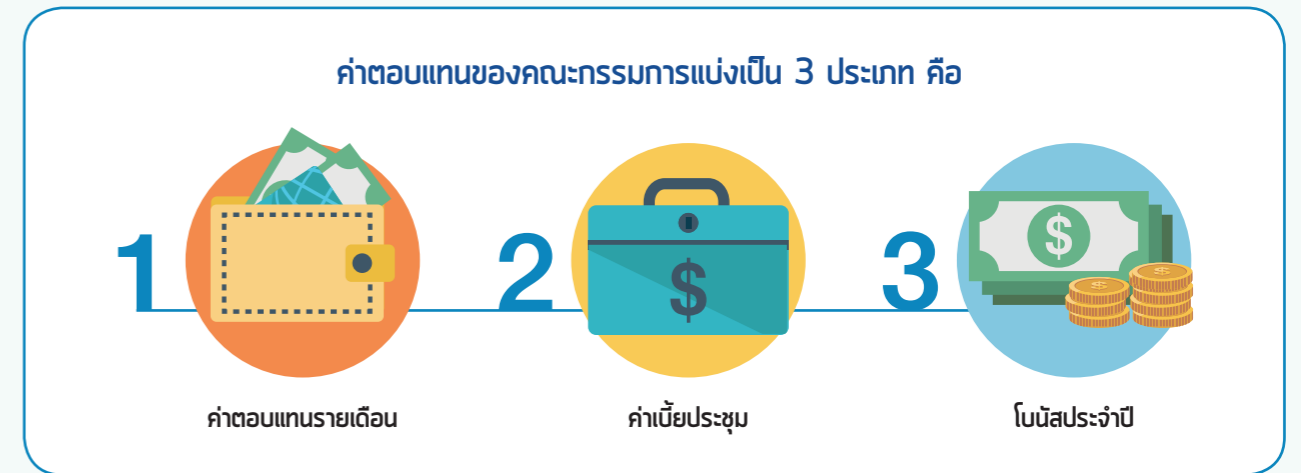 ค่าตอบแทนของคณะกรรมการแบ่งเป็น 3 ประเภท คือ
1
2
3
$
$
ค่าตอบแทนรายเดือน
ค่าเบี้ยประชุม
โบนัสประจำปี